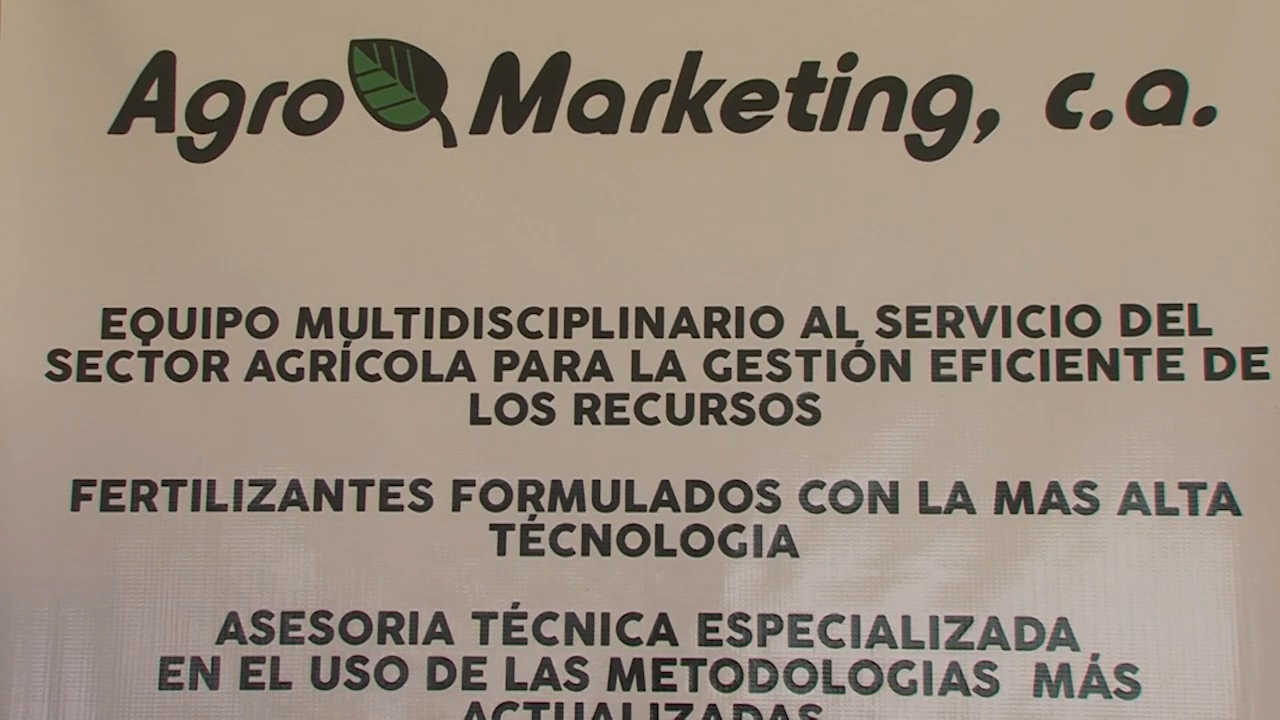 Agro Marketing, c.a.
EQUIPO MULTIDISCIPLINARIO AL SERVICIO DEL
SECTOR AGRÍCOLA PARA LA GESTIÓN EFICIENTE DE
LOS RECURSOS
FERTILIZANTES FORMULADOS CON LA MAS ALTA
TÉCNOLOGIA
ASESORIA TÉCNICA ESPECIALIZADA
EN EL USO DE LAS METODOLOGIAS MÁS
ACTUALIZADAS